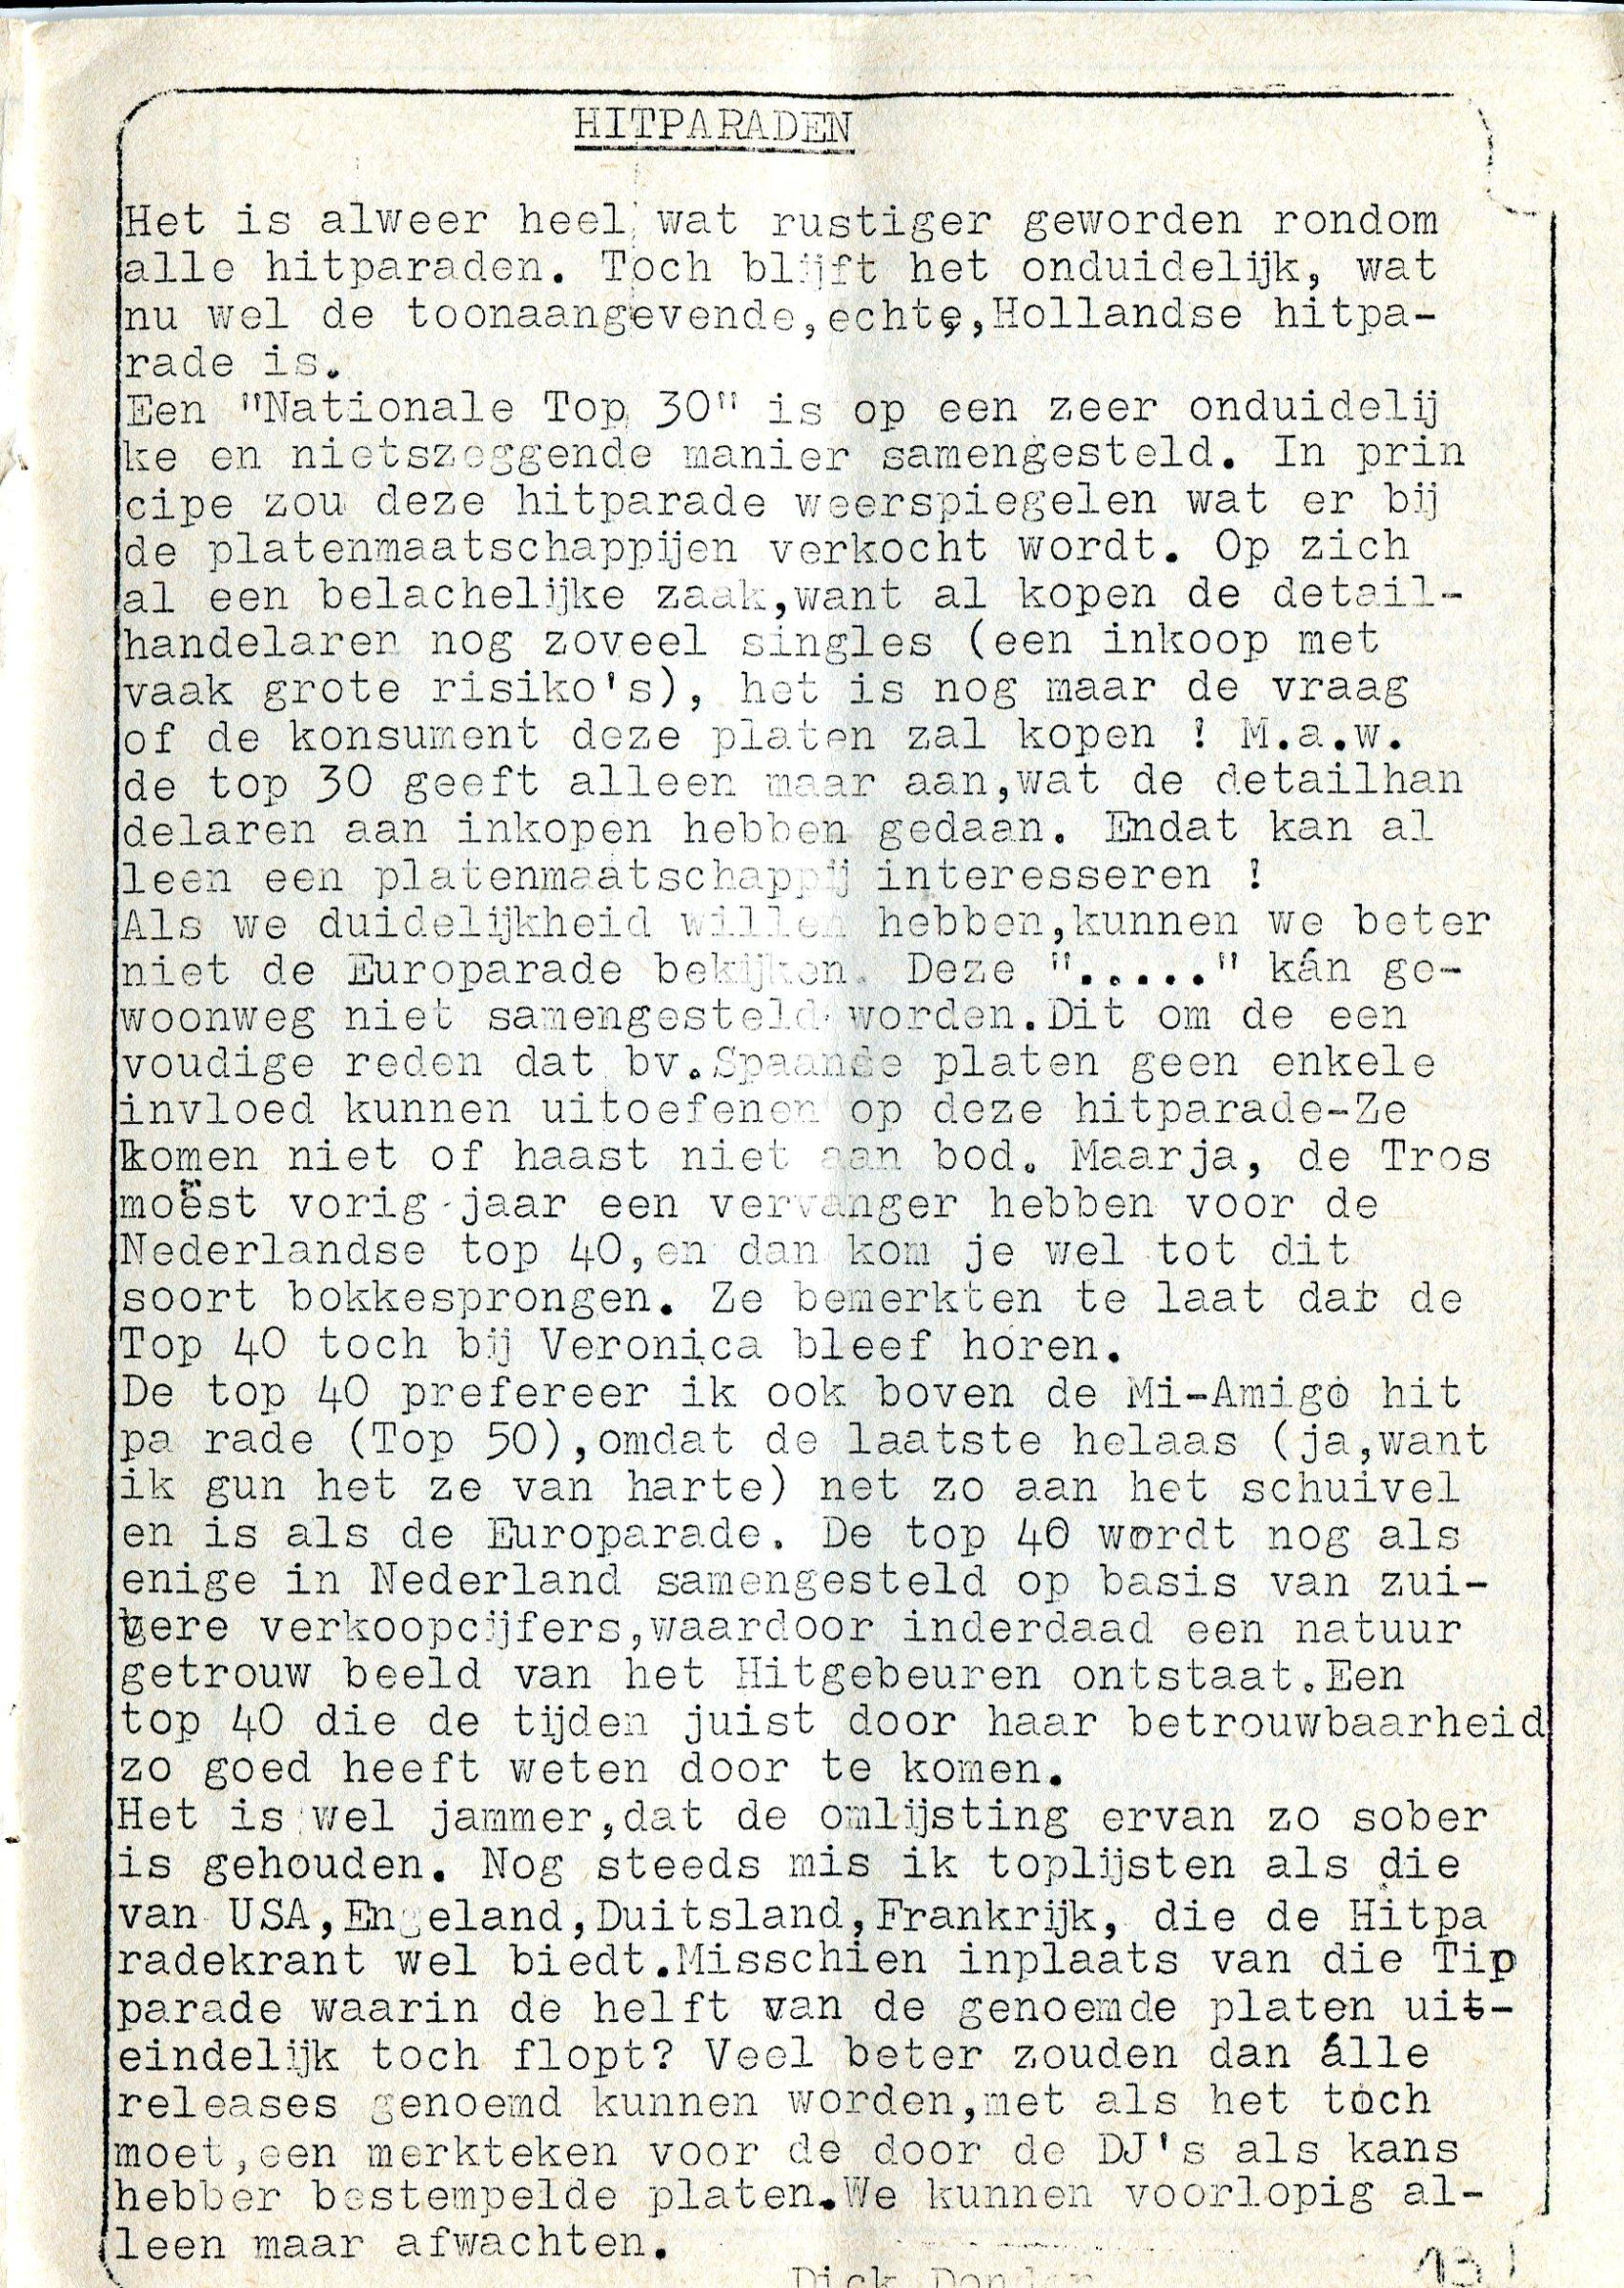 HITPARADEN
Het is alweer heel wat rustiger geworden rondom
alle hitparaden. Toch blijft het onduidelijk, wat
nu wel de toonaangevende,echte,Hollandse hitpa-
rade is.
Een "Nationale Top 30" is op een zeer onduidelij
ke en nietszeggende manier samengesteld. In prin
cipe zou deze hitparade weerspiegelen wat er bij
de platenmaatschappijen verkocht wordt. Op zich
al een belachelijke zaak,want al kopen de detail-
handelaren nog zoveel singles (een inkoop met
vaak grote risiko's), het is nog maar de vraag
of de konsument deze platen zal kopen ! M.a.w.
de top 30 geeft alleen maar aan,wat de detailhan
delaren aan inkopen hebben gedaan. Endat kan al
leen een platenmaatschappij interesseren !
Als we duidelijkheid willen hebben,kunnen we beter
niet de Europarade bekijken. Deze "....." kán ge-
woonweg niet samengesteld worden.Dit om de een
voudige reden dat bv.Spaanse platen geen enkele
invloed kunnen uitoefenen op deze hitparade-Ze
komen niet of haast niet aan bod. Maarja, de Tros
moest vorig jaar een vervanger hebben voor de
Nederlandse top 40,en dan kom je wel tot dit
soort bokkesprongen. Ze bemerkten te laat dat de
Top 40 toch bij Veronica bleef horen.
De top 40 prefereer ik ook boven de Mi-Amigo hit
pa rade (Top 50),omdat de laatste helaas (ja,want
ik gun het ze van harte) net zo aan het schuivel
en is als de Europarade. De top 40 wordt nog als
enige in Nederland samengesteld op basis van zui-
vere verkoopcijfers,waardoor inderdaad een natuur
getrouw beeld van het Hitgebeuren ontstaat.Een
top 40 die de tijden juist door haar betrouwbaarheid
zo goed heeft weten door te komen.
Het is wel jammer,dat de omlijsting ervan zo sober
is gehouden. Nog steeds mis ik toplijsten als die
van USA,Engeland,Duitsland,Frankrijk, die de Hitpa
radekrant wel biedt.Misschien inplaats van die Tip
parade waarin de helft van de genoemde platen uit-
eindelijk toch flopt? Veel beter zouden dan álle
releases genoemd kunnen worden,met als het toch
moet,een merkteken voor de door de DJ's als kans
hebber bestempelde platen.We kunnen voorlopig al-
leen maar afwachten.
Dick
13